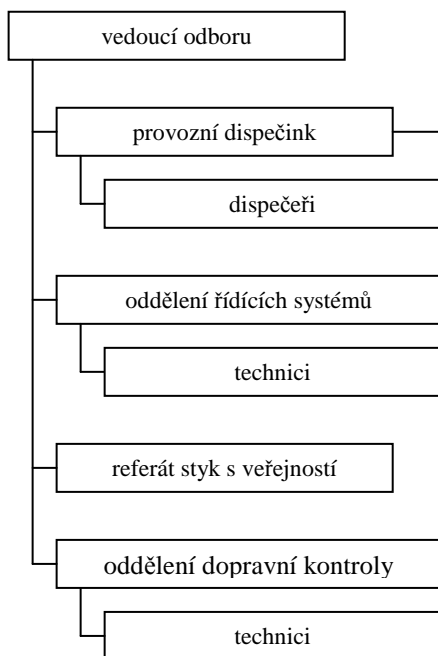 vedoucí odboru
provozní dispečink
dispečeři
oddělení řídících systémů
technici
referát styk s veřejností
oddělení dopravní kontroly
technici